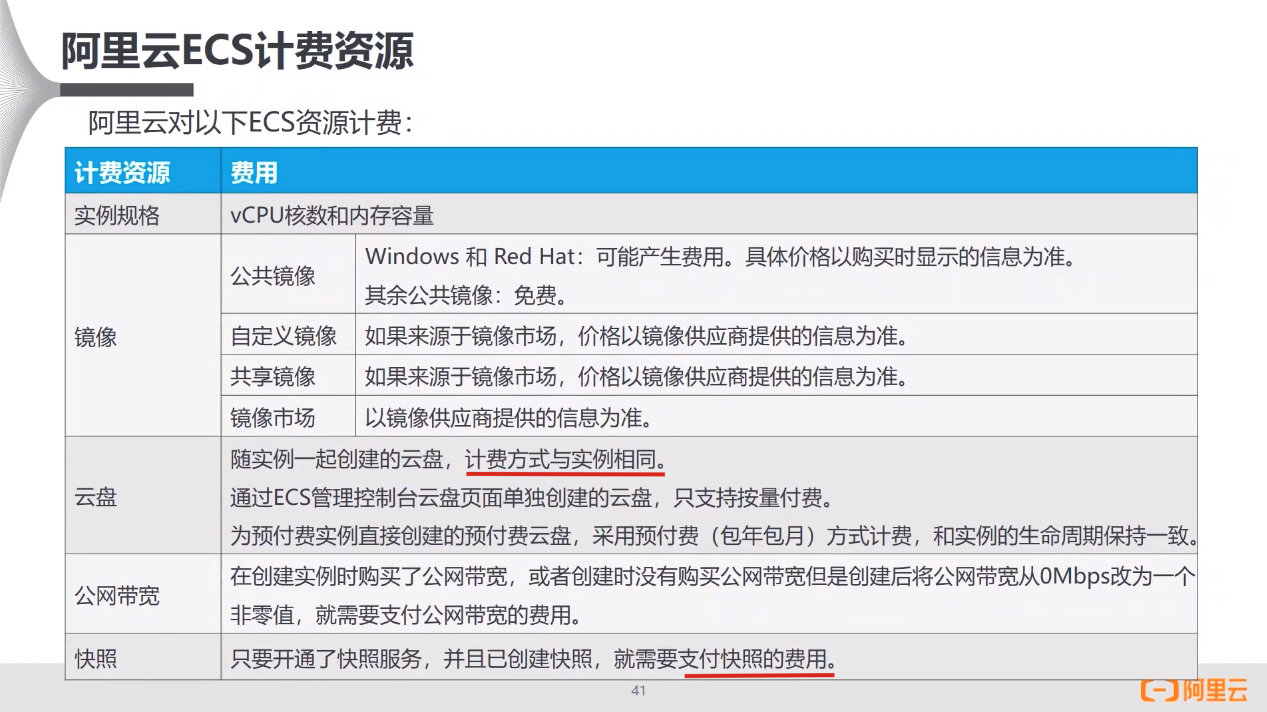 阿里云ECS计费资源
阿里云对以下ECS资源计费：
计费资源 费用
实例规格 vCPU核数和内存容量
镜像
公共镜像
Windows 和 Red Hat：可能产生费用。具体价格以购买时显示的信息为准。
其余公共镜像：免费。
自定义镜像 如果来源于镜像市场，价格以镜像供应商提供的信息为准。
共享镜像 如果来源于镜像市场，价格以镜像供应商提供的信息为准。
镜像市场 以镜像供应商提供的信息为准。
云盘
随实例一起创建的云盘，计费方式与实例相同。
通过ECS管理控制台云盘页面单独创建的云盘，只支持按量付费。
为预付费实例直接创建的预付费云盘，采用预付费（包年包月）方式计费，和实例的生命周期保持一致。
公网带宽
在创建实例时购买了公网带宽，或者创建时没有购买公网带宽但是创建后将公网带宽从0Mbps改为一个
非零值，就需要支付公网带宽的费用。
快照 只要开通了快照服务，并且已创建快照，就需要支付快照的费用。
41
阿里云